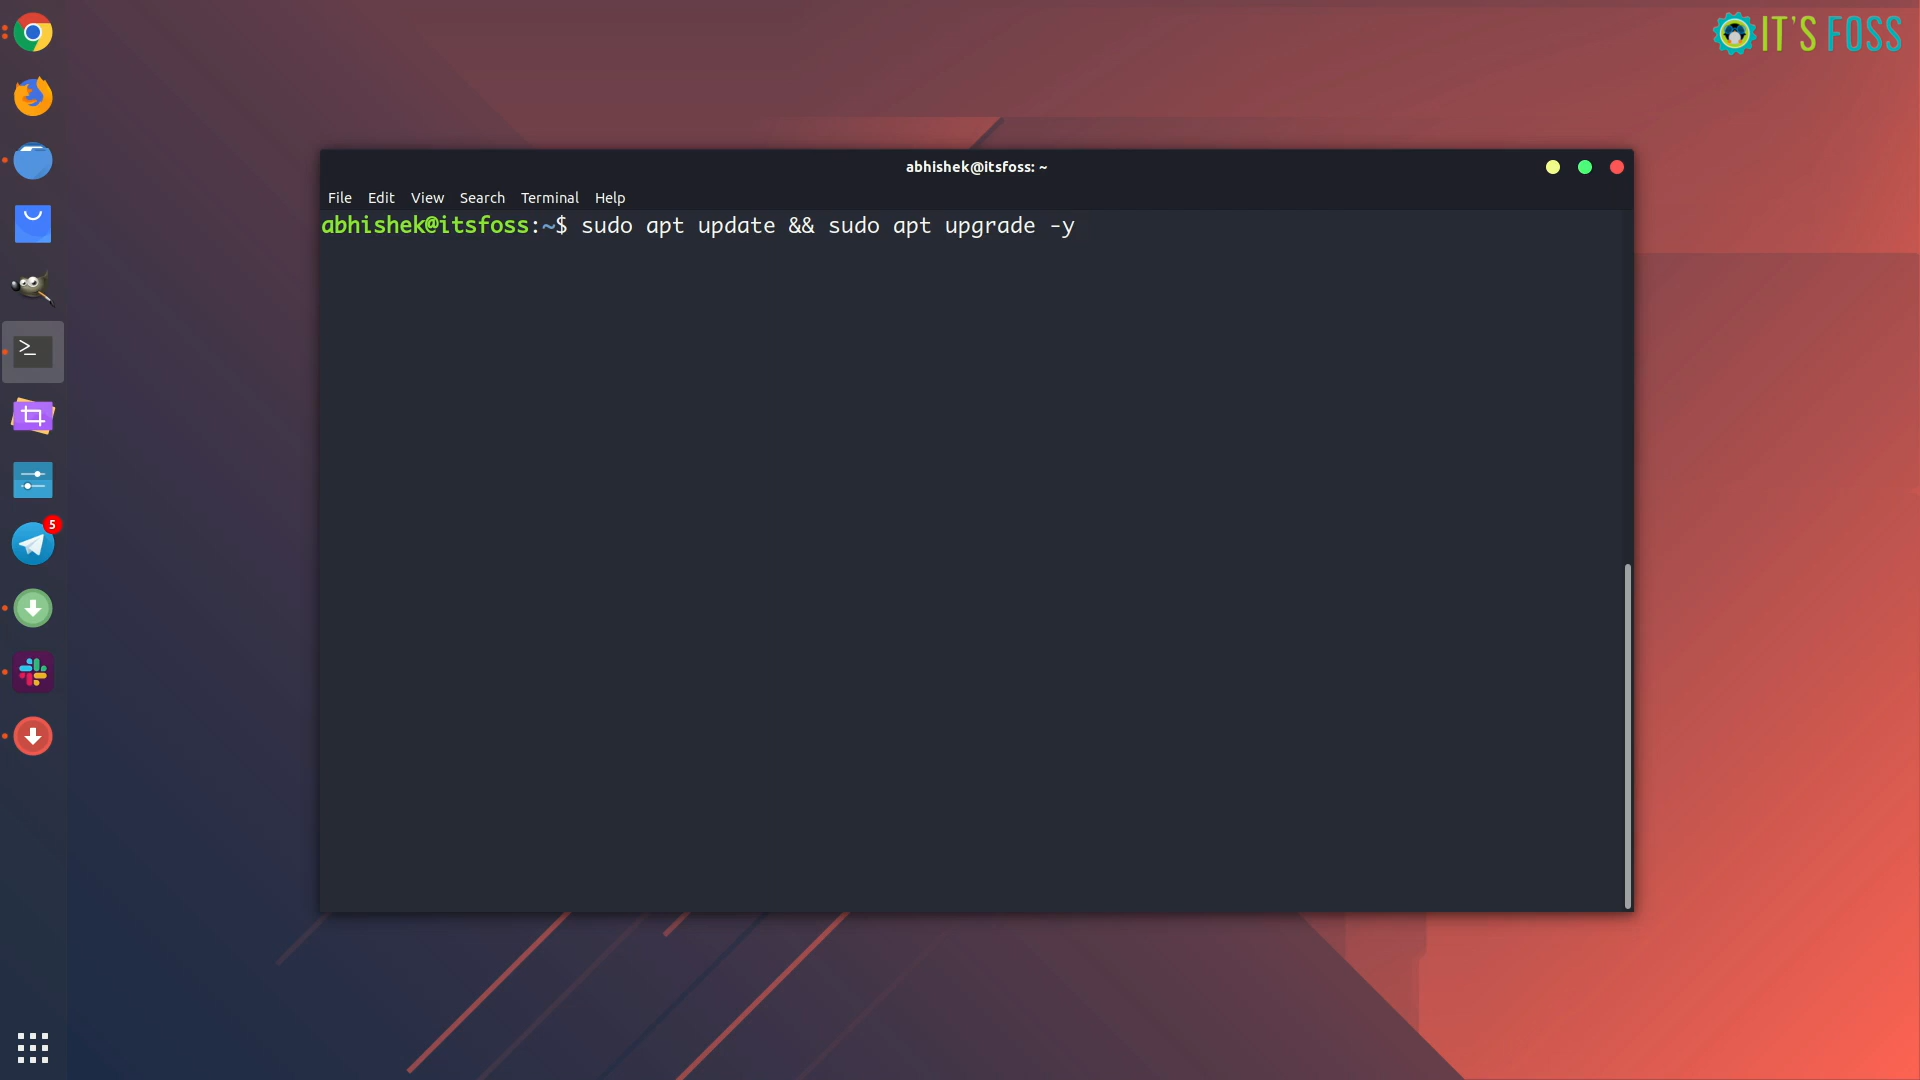 IT'S FOSS
abhishek@itsfoss: ~
File Edit View Search Terminal Help
abhishek@itsfoss:~$ sudo apt update && sudo apt upgrade -y
>_
5